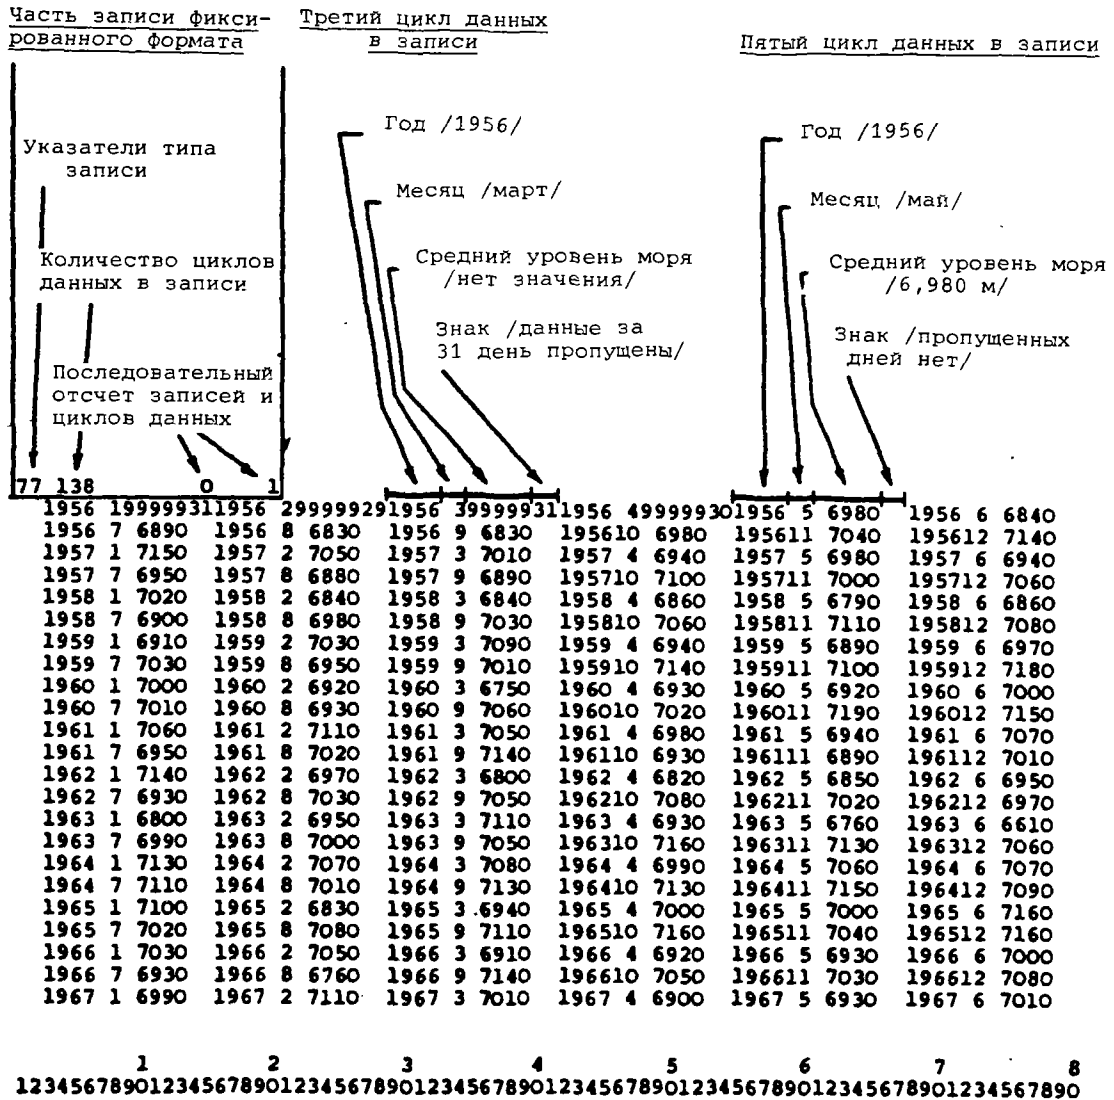 Часть записи фикси-
рованного формата
Третий цикл данных
в записи
Пятый цикл данных в записи
Указатели типа
записи
Количество циклов
данных в записи
Последовательный
отсчет записей и
циклов данных
Год /1956/
Месяц /март/
Средний уровень моря
/нет значения/
Знак /данные за
31 день пропущены/
Год /1956/
Месяц /май/
Средний уровень моря
/6,980 м/
Знак /пропущенных
дней нет/
77 138 0 1
1956 199999311956 299999291956 399999311956 499999301956 5 6980 1956 6 6840
1956 7 6890 1956 8 6830 1956 9 6830 195610 6980 195611 7040 195612 7140
1957 1 7150 1957 2 7050 1957 3 7010 1957 4 6940 1957 5 6980 1957 6 6940
1957 7 6950 1957 8 6880 1957 9 6890 195710 7100 195711 7000 195712 7060
1958 1 7020 1958 2 6840 1958 3 6840 1958 4 6860 1958 5 6790 1958 6 6860
1958 7 6900 1958 8 6980 1958 9 7030 195810 7060 195811 7110 195812 7080
1959 1 6910 1959 2 7030 1959 3 7090 1959 4 6940 1959 5 6890 1959 6 6970
1959 7 7030 1959 8 6950 1959 9 7010 195910 7140 195911 7100 195912 7180
1960 1 7000 1960 2 6920 1960 3 6750 1960 4 6930 1960 5 6920 1960 6 7000
1960 7 7010 1960 8 6930 1960 9 7060 196010 7020 196011 7190 196012 7150
1961 1 7060 1961 2 7110 1961 3 7050 1961 4 6980 1961 5 6940 1961 6 7070
1961 7 6950 1961 8 7020 1961 9 7140 196110 6930 196111 6890 196112 7010
1962 1 7140 1962 2 6970 1962 3 6800 1962 4 6820 1962 5 6850 1962 6 6950
1962 7 6930 1962 8 7030 1962 9 7050 196210 7080 196211 7020 196212 6970
1963 1 6800 1963 2 6950 1963 3 7110 1963 4 6930 1963 5 6760 1963 6 6610
1963 7 6990 1963 8 7000 1963 9 7050 196310 7160 196311 7130 196312 7060
1964 1 7130 1964 2 7070 1964 3 7080 1964 4 6990 1964 5 7060 1964 6 7070
1964 7 7110 1964 8 7010 1964 9 7130 196410 7130 196411 7150 196412 7090
1965 1 7100 1965 2 6830 1965 3 6940 1965 4 7000 1965 5 7000 1965 6 7160
1965 7 7020 1965 8 7080 1965 9 7110 196510 7160 196511 7040 196512 7160
1966 1 7030 1966 2 7050 1966 3 6910 1966 4 6920 1966 5 6930 1966 6 7000
1966 7 6930 1966 8 6760 1966 9 7140 196610 7050 196611 7030 196612 7080
1967 1 6990 1967 2 7110 1967 3 7010 1967 4 6900 1967 5 6930 1967 6 7010
1 2 3 4 5 6 7 8
12345678901234567890123456789012345678901234567890123456789012345678901234567890